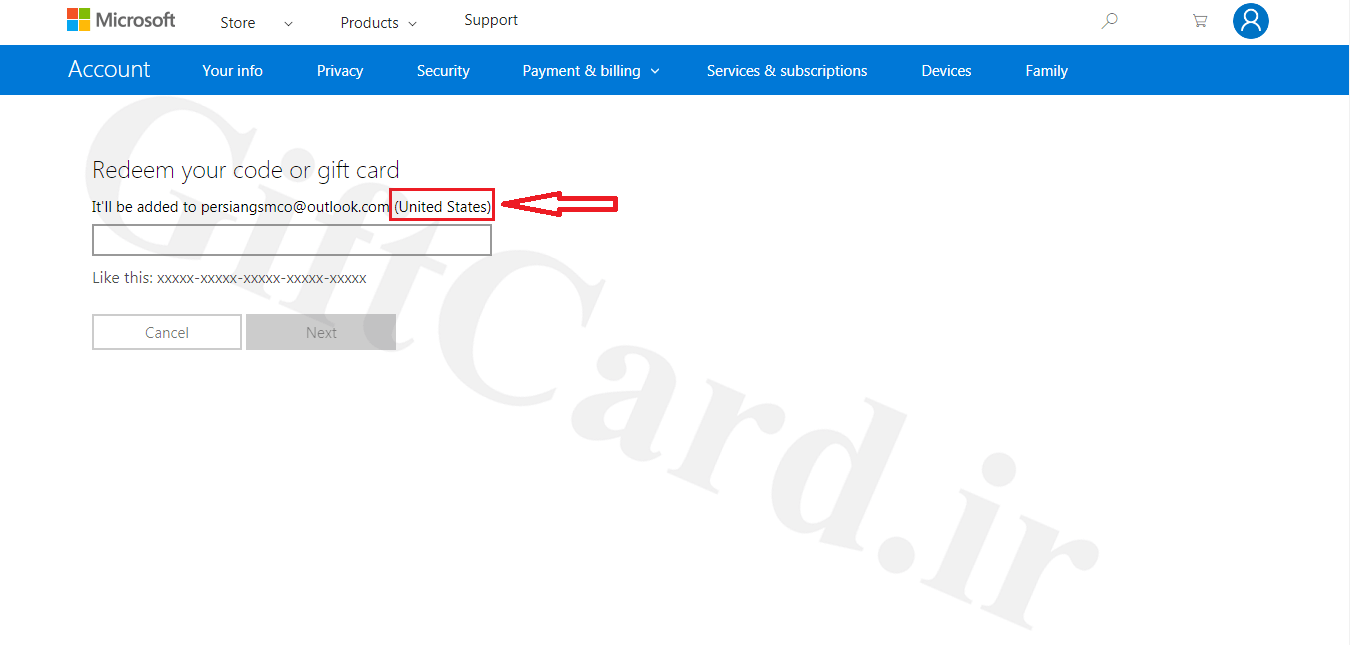 Microsoft Store Products Support
Account Your info Privacy Security Payment & billing Services & subscriptions Devices Family
Redeem your code or gift card
It'll be added to persiangsmco@outlook.com (United States)
Like this: xxxxx-xxxxx-xxxxx-xxxxx-xxxxx
Cancel Next
GiftCard.ir